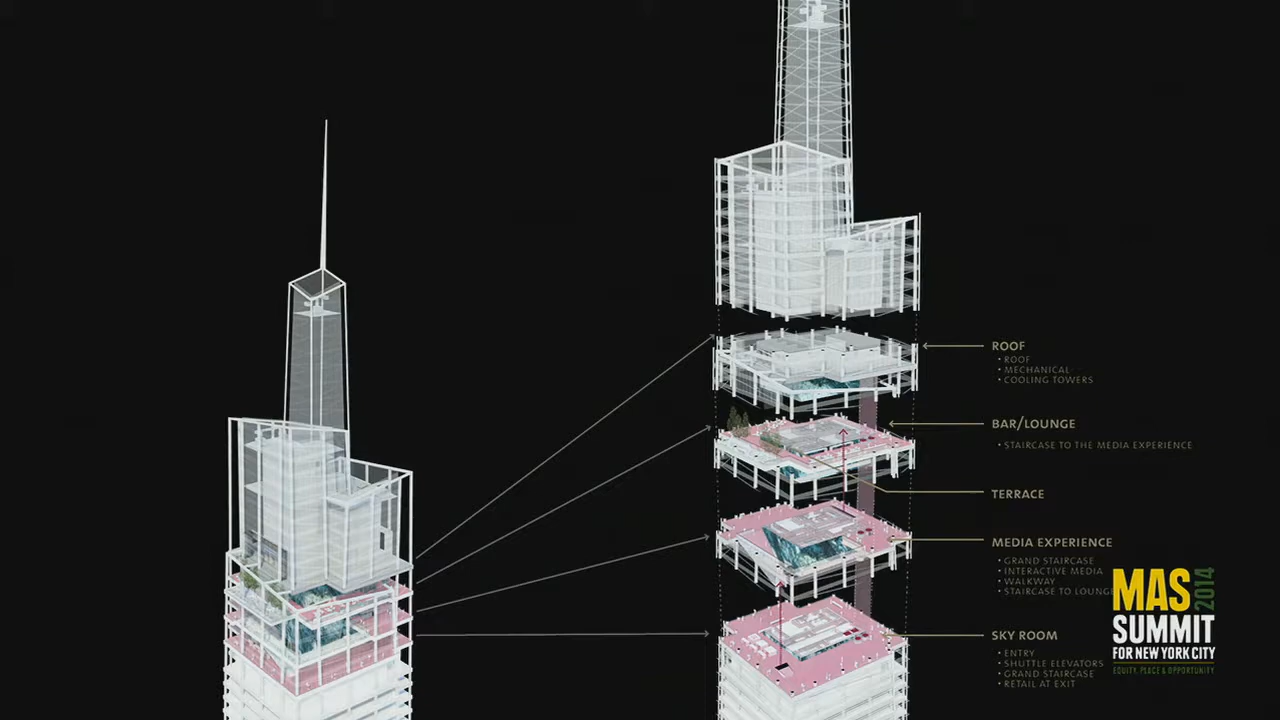 ROOF
• ROOF
• MECHANICAL
• COOLING TOWERS
BAR/LOUNGE
• STAIRCASE TO THE MEDIA EXPERIENCE
TERRACE
MEDIA EXPERIENCE
• GRAND STAIRCASE
• INTERACTIVE MEDIA
• WALKWAY
• STAIRCASE TO LOUNGE
SKY ROOM
• ENTRY
• SHUTTLE ELEVATORS
• GRAND STAIRCASE
• RETAIL AT EXIT
MAS 2014
SUMMIT
FOR NEW YORK CITY
EQUITY, PLACE & OPPORTUNITY